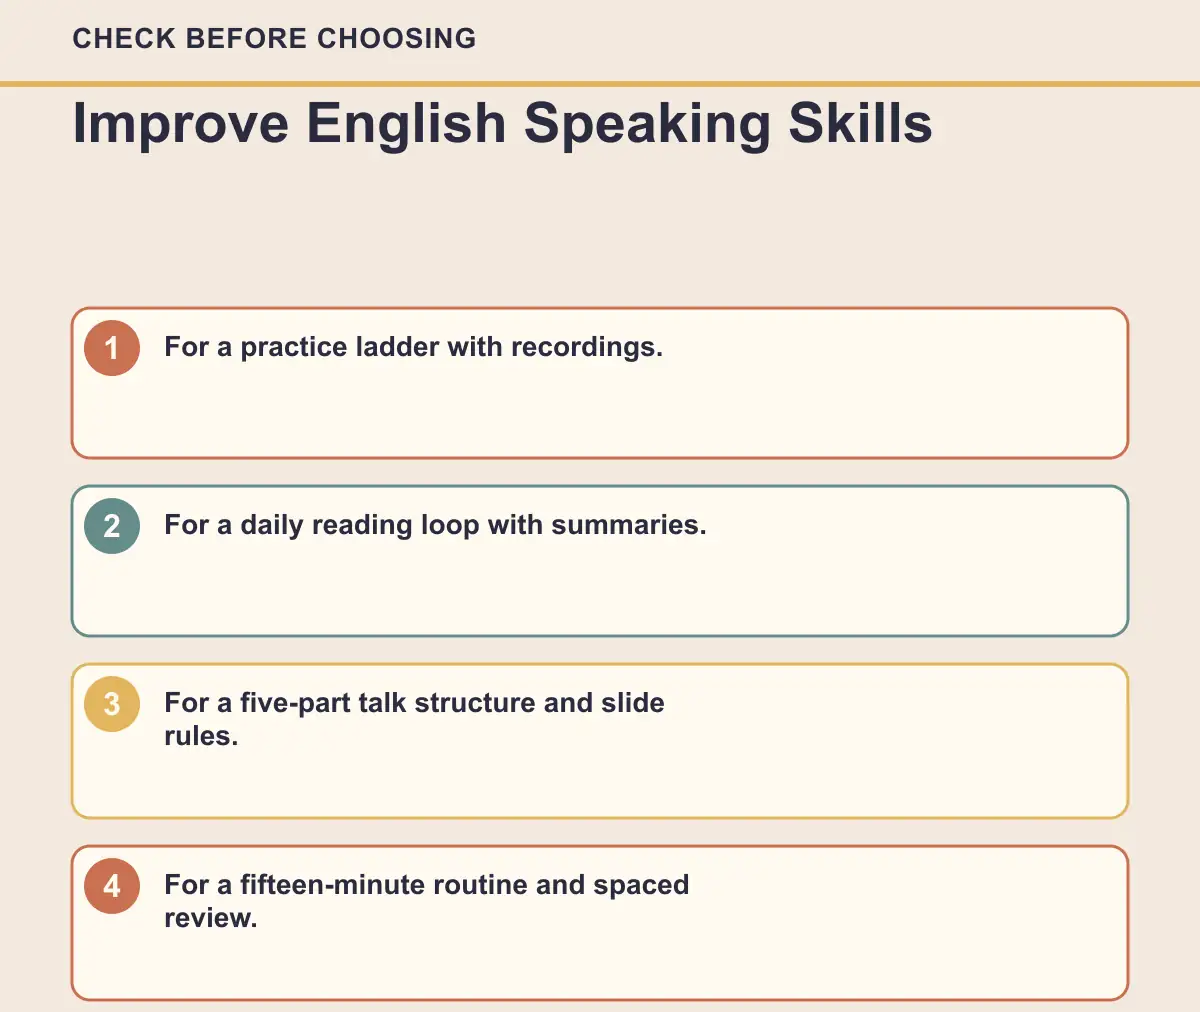 CHECK BEFORE CHOOSING
Improve English Speaking Skills
1
For a practice ladder with recordings.
2
For a daily reading loop with summaries.
3
For a five-part talk structure and slide
rules.
4
For a fifteen-minute routine and spaced
review.